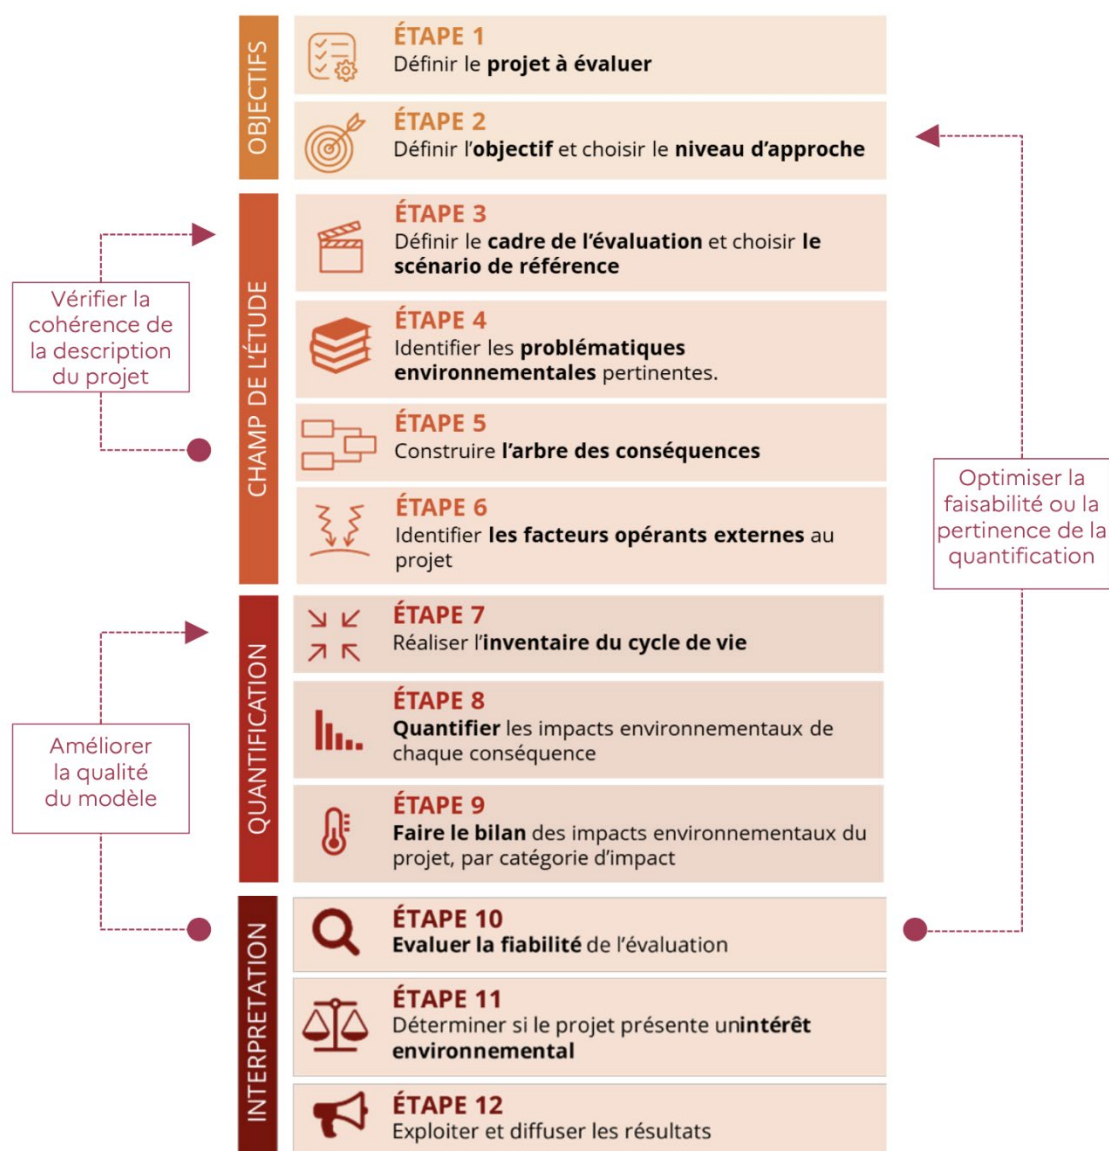 OBJECTIFS
ÉTAPE 1
Définir le projet à évaluer
ÉTAPE 2
Définir l’objectif et choisir le niveau d’approche
CHAMP DE L’ÉTUDE
ÉTAPE 3
Définir le cadre de l’évaluation et choisir le
scénario de référence
ÉTAPE 4
Identifier les problématiques
environnementales pertinentes.
ÉTAPE 5
Construire l’arbre des conséquences
ÉTAPE 6
Identifier les facteurs opérants externes au
projet
Vérifier la
cohérence de
la description
du projet
QUANTIFICATION
ÉTAPE 7
Réaliser l’inventaire du cycle de vie
ÉTAPE 8
Quantifier les impacts environnementaux de
chaque conséquence
ÉTAPE 9
Faire le bilan des impacts environnementaux du
projet, par catégorie d’impact
Améliorer
la qualité
du modèle
INTERPRETATION
ÉTAPE 10
Evaluer la fiabilité de l’évaluation
ÉTAPE 11
Déterminer si le projet présente unintérêt
environnemental
ÉTAPE 12
Exploiter et diffuser les résultats
Optimiser la
faisabilité ou la
pertinence de la
quantification